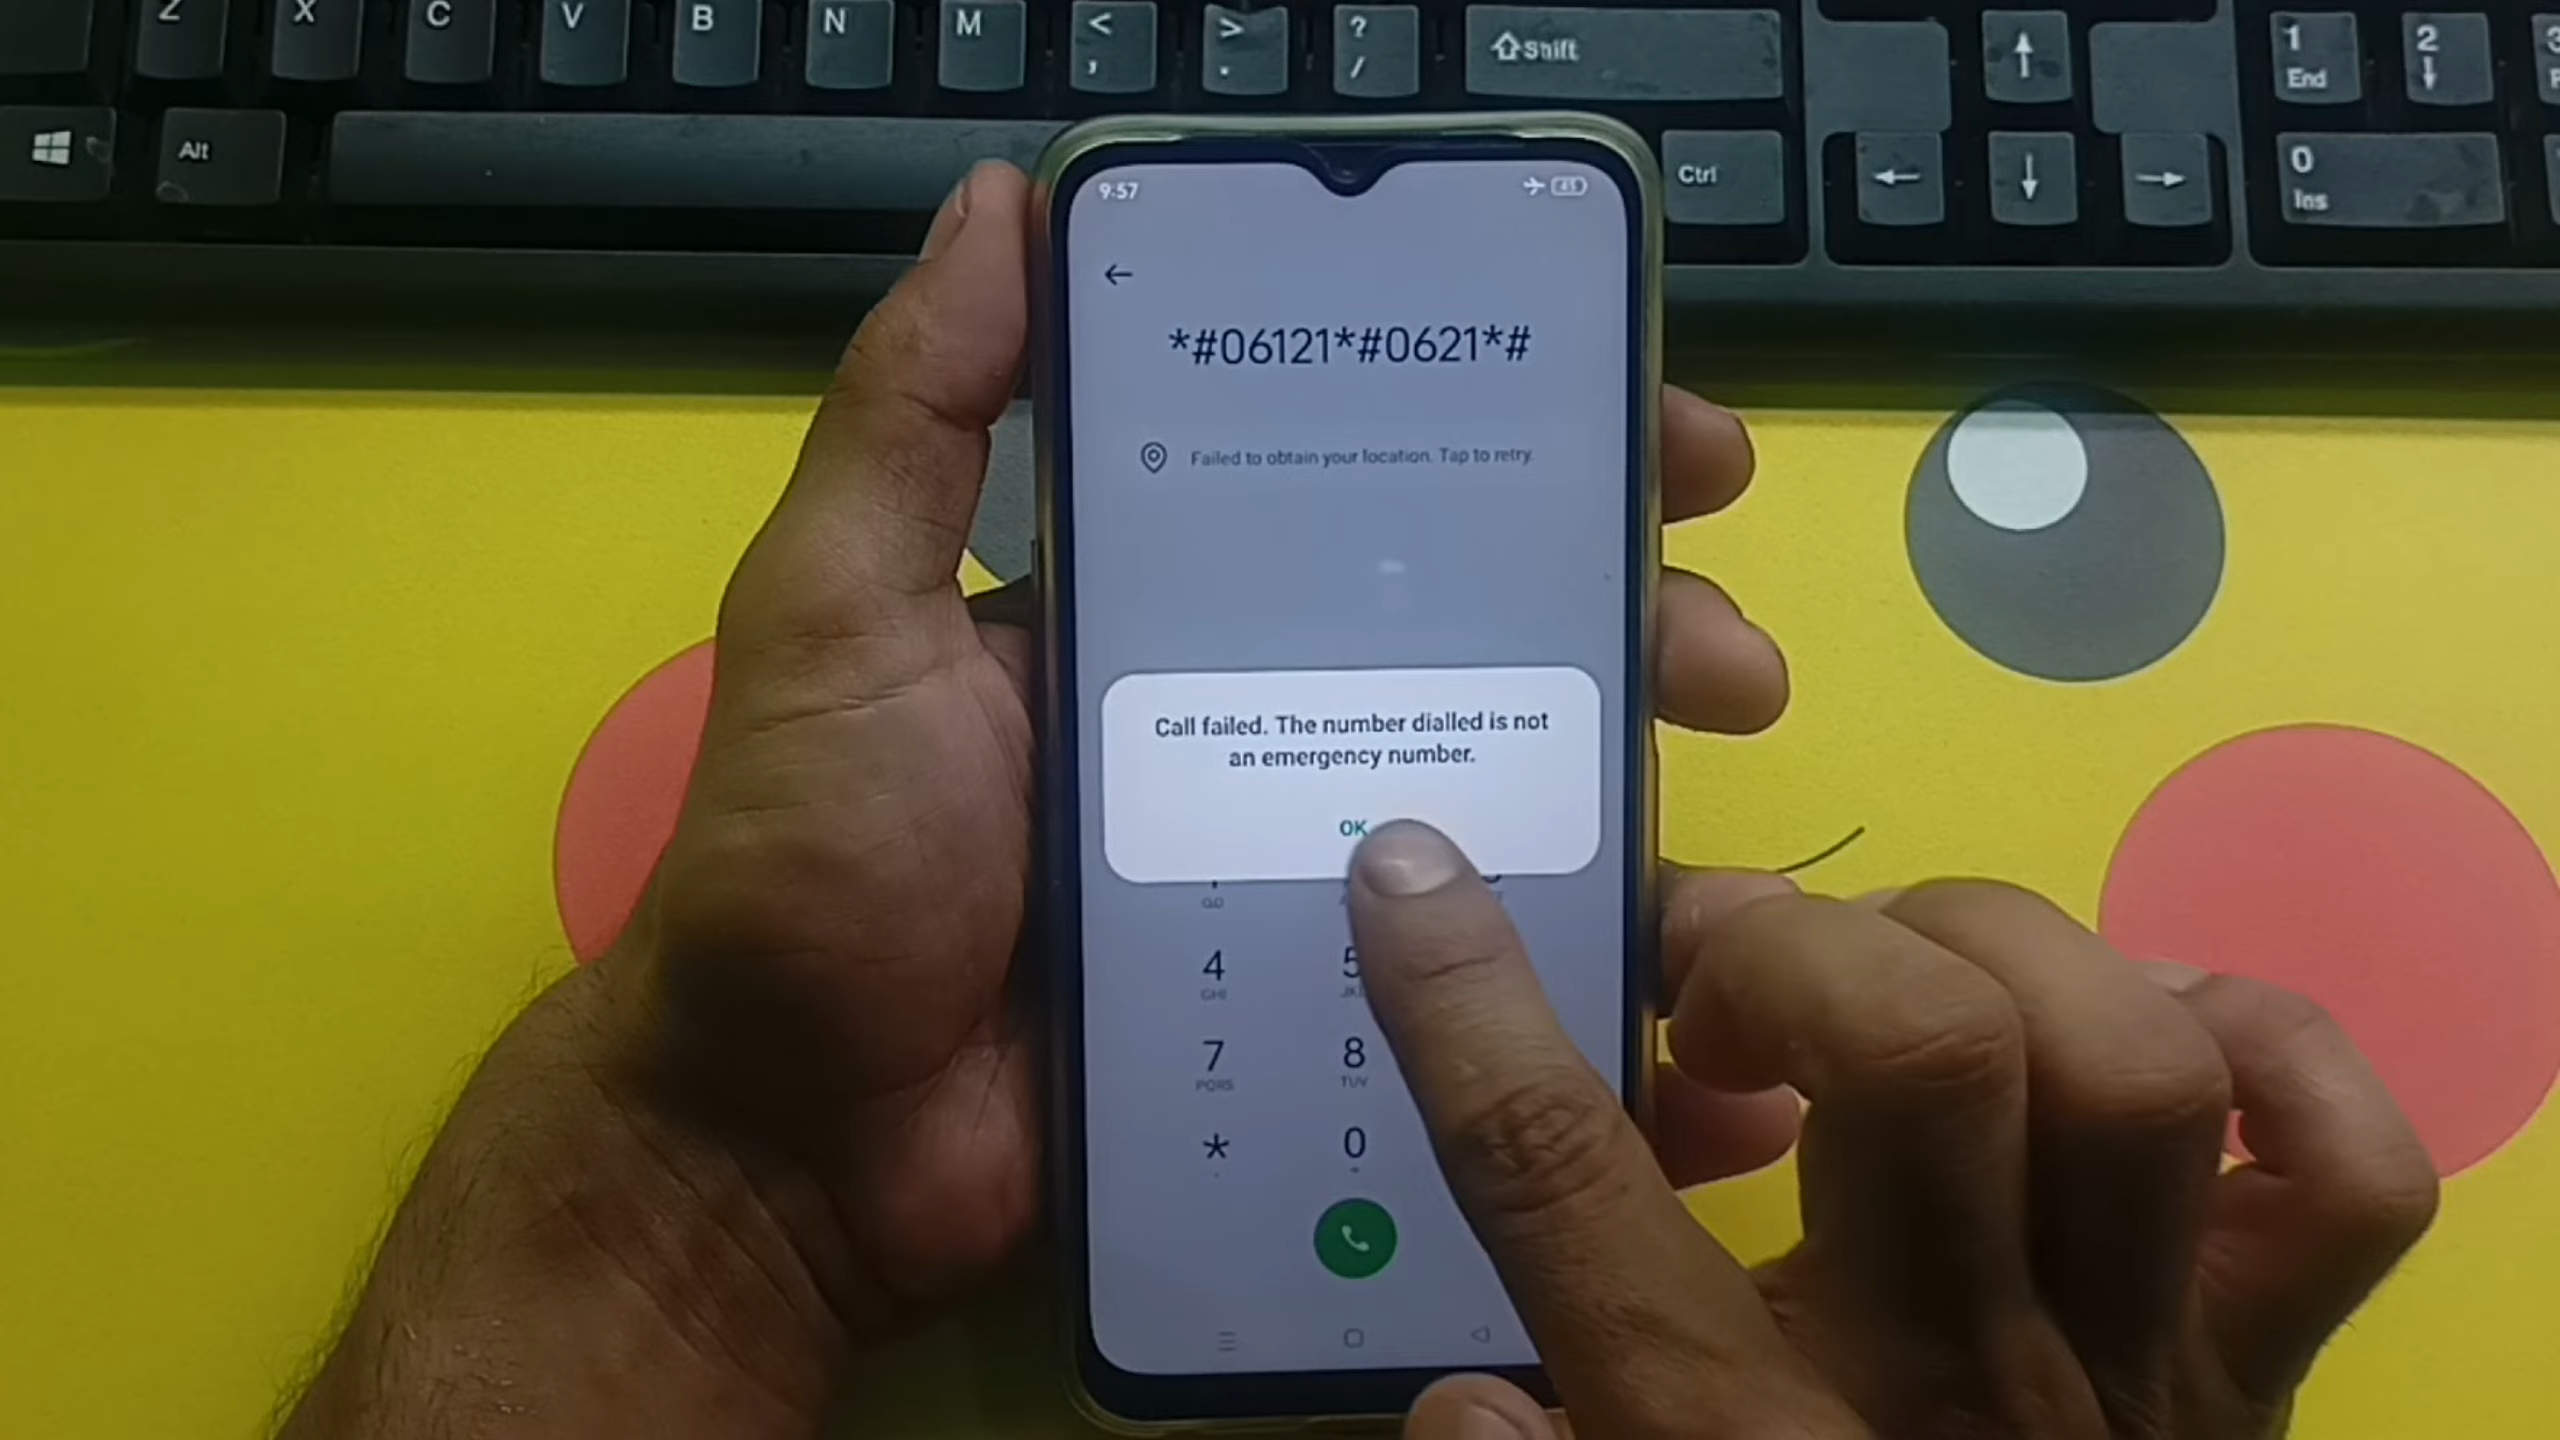 Z X C V B N M < , > . ? / Shift 1 End 2
Alt
Ctrl
0 Ins
9:57
45
*#06121*#0621*#
Failed to obtain your location. Tap to retry.
Call failed. The number dialled is not
an emergency number.
OK
4
GHI
5
7
PQRS
8
TUV
*
0